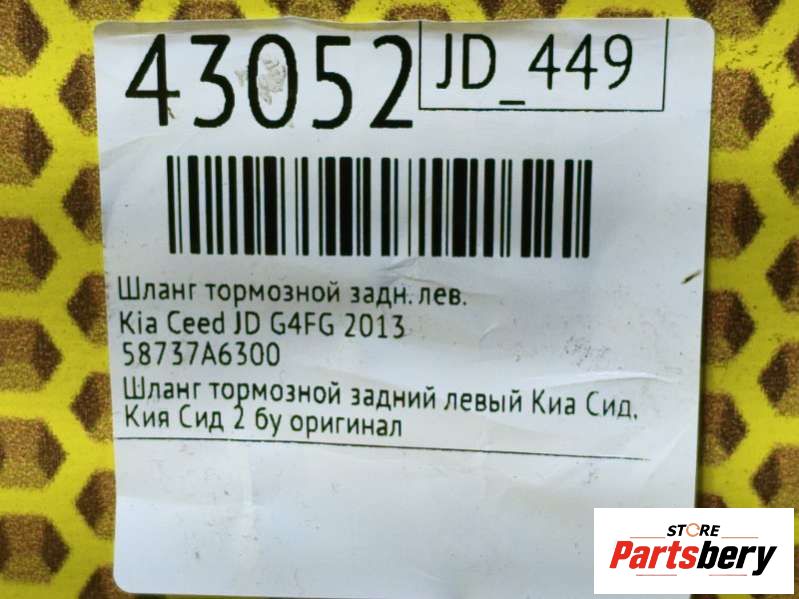 43052
JD_449
Шланг тормозной задн. лев.
Kia Ceed JD G4FG 2013
58737A6300
Шланг тормозной задний левый Киа Сид,
Кия Сид 2 бу оригинал
STORE
Partsbery